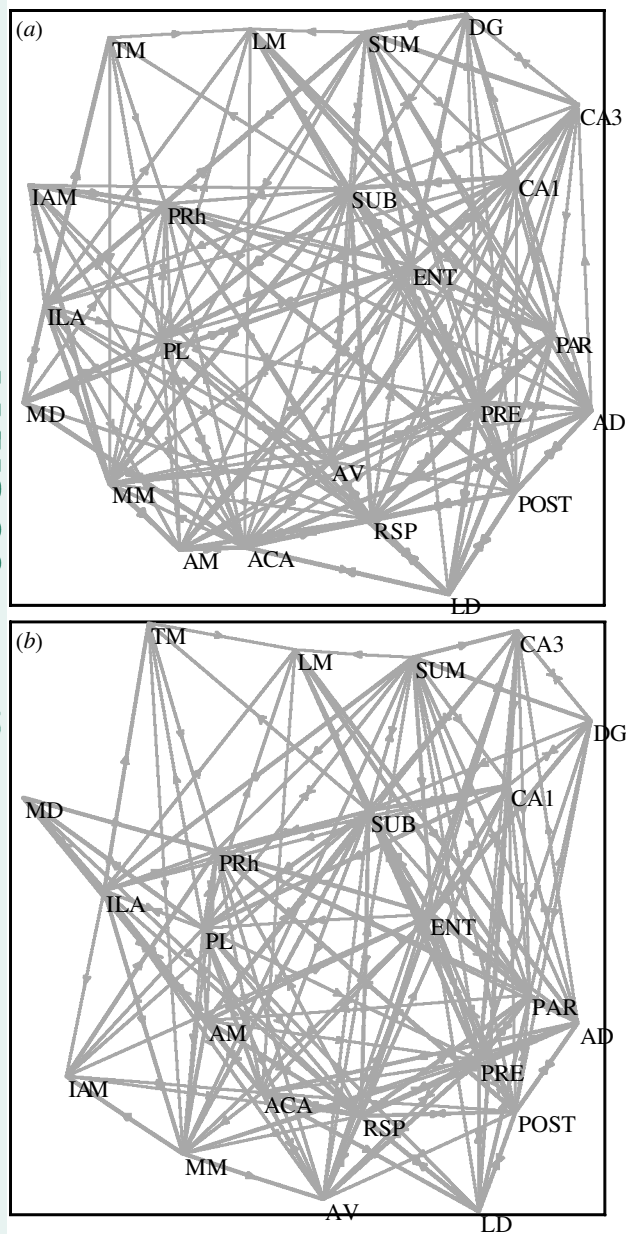 (a)
TM
LM
SUM
DG
CA3
IAM
PRh
SUB
CA1
ENT
ILA
PL
PAR
MD
PRE
AD
MM
AV
POST
RSP
AM
ACA
LD
(b)
TM
LM
SUM
CA3
DG
MD
SUB
CA1
PRh
ILA
PL
ENT
PAR
AM
AD
PRE
IAM
ACA
RSP
POST
MM
AV
LD